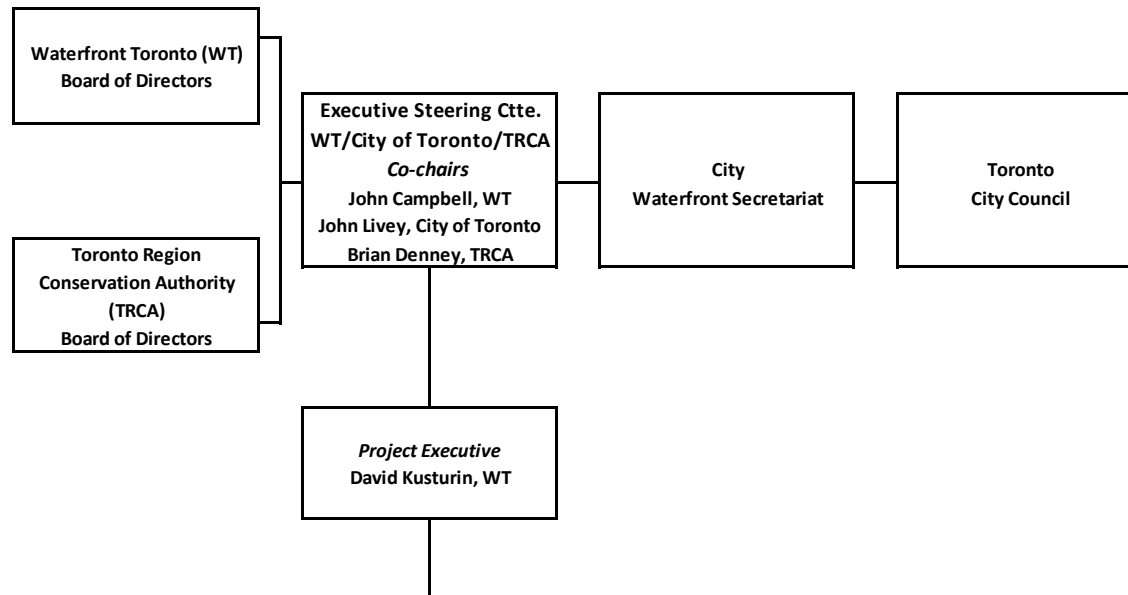 Waterfront Toronto (WT)
Board of Directors
Executive Steering Ctte.
WT/City of Toronto/TRCA
Co-chairs
John Campbell, WT
John Livey, City of Toronto
Brian Denney, TRCA
City
Waterfront Secretariat
Toronto
City Council
Toronto Region
Conservation Authority
(TRCA)
Board of Directors
Project Executive
David Kusturin, WT